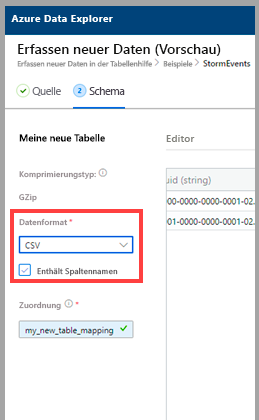 Azure Data Explorer
Erfassen neuer Daten (Vorschau)
Erfassen neuer Daten in der Tabellenhilfe > Beispiele > StormEvents
Quelle 2 Schema
Meine neue Tabelle
Editor
Komprimierungstyp:
uid (string)
GZip
00-0000-0000-0001-02
Datenformat *
01-0000-0000-0001-02
CSV
Enthält Spaltennamen
Zuordnung *
my_new_table_mapping